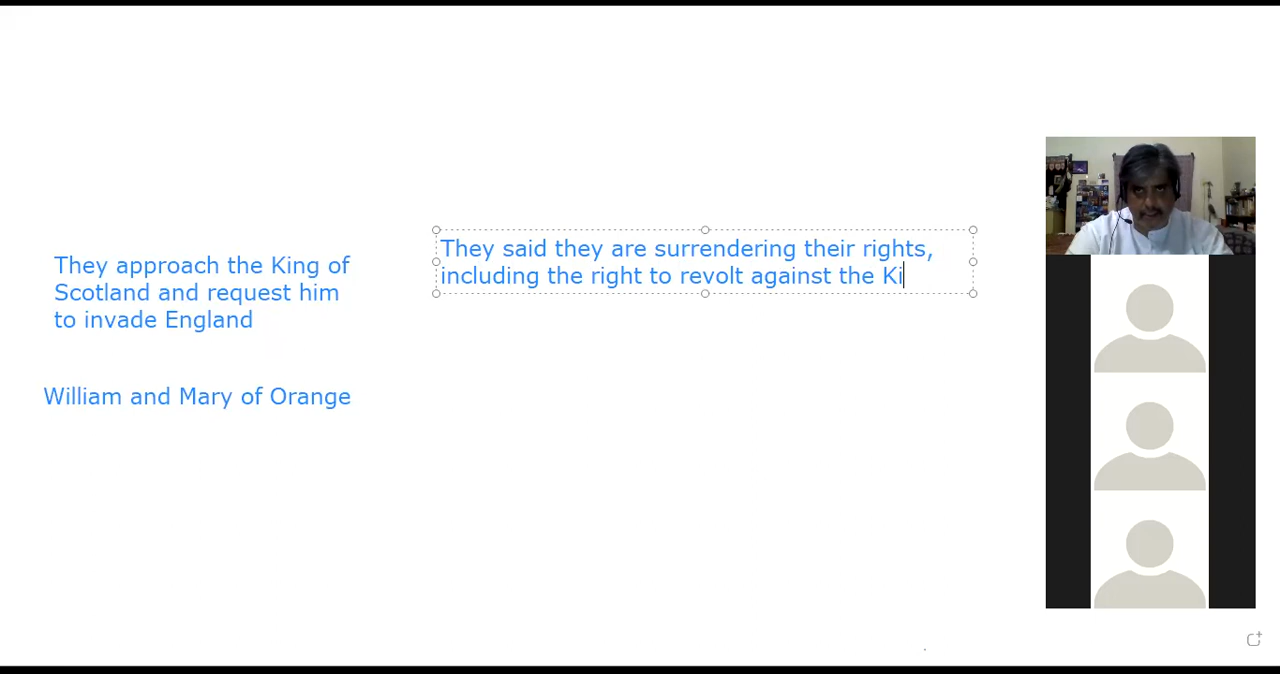 They approach the King of
Scotland and request him
to invade England
William and Mary of Orange
They said they are surrendering their rights,
including the right to revolt against the Ki